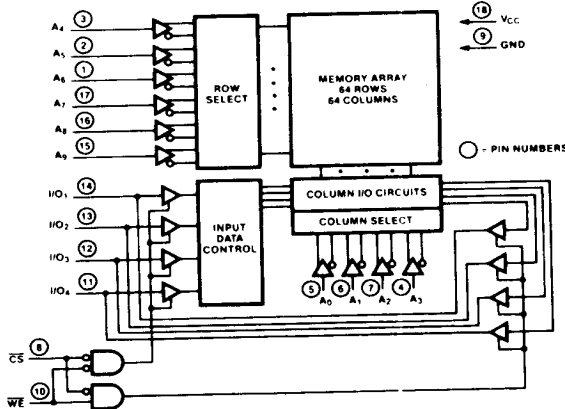 A4 3
A5 2
A6 1
A7 17
A8 16
A9 15
ROW
SELECT
MEMORY ARRAY
64 ROWS
64 COLUMNS
18 VCC
9 GND
○ - PIN NUMBERS
I/O1 14
I/O2 13
I/O3 12
I/O4 11
INPUT
DATA
CONTROL
COLUMN I/O CIRCUITS
COLUMN SELECT
5 6 7 4
A0 A1 A2 A3
CS 8
WE 10